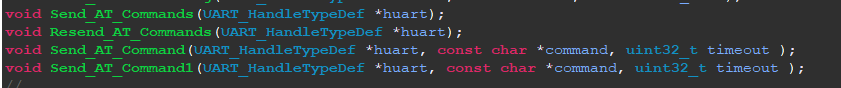 void Send_AT_Commands(UART_HandleTypeDef *huart);
void Resend_AT_Commands(UART_HandleTypeDef *huart);
void Send_AT_Command(UART_HandleTypeDef *huart, const char *command, uint32_t timeout );
void Send_AT_Command1(UART_HandleTypeDef *huart, const char *command, uint32_t timeout );
//